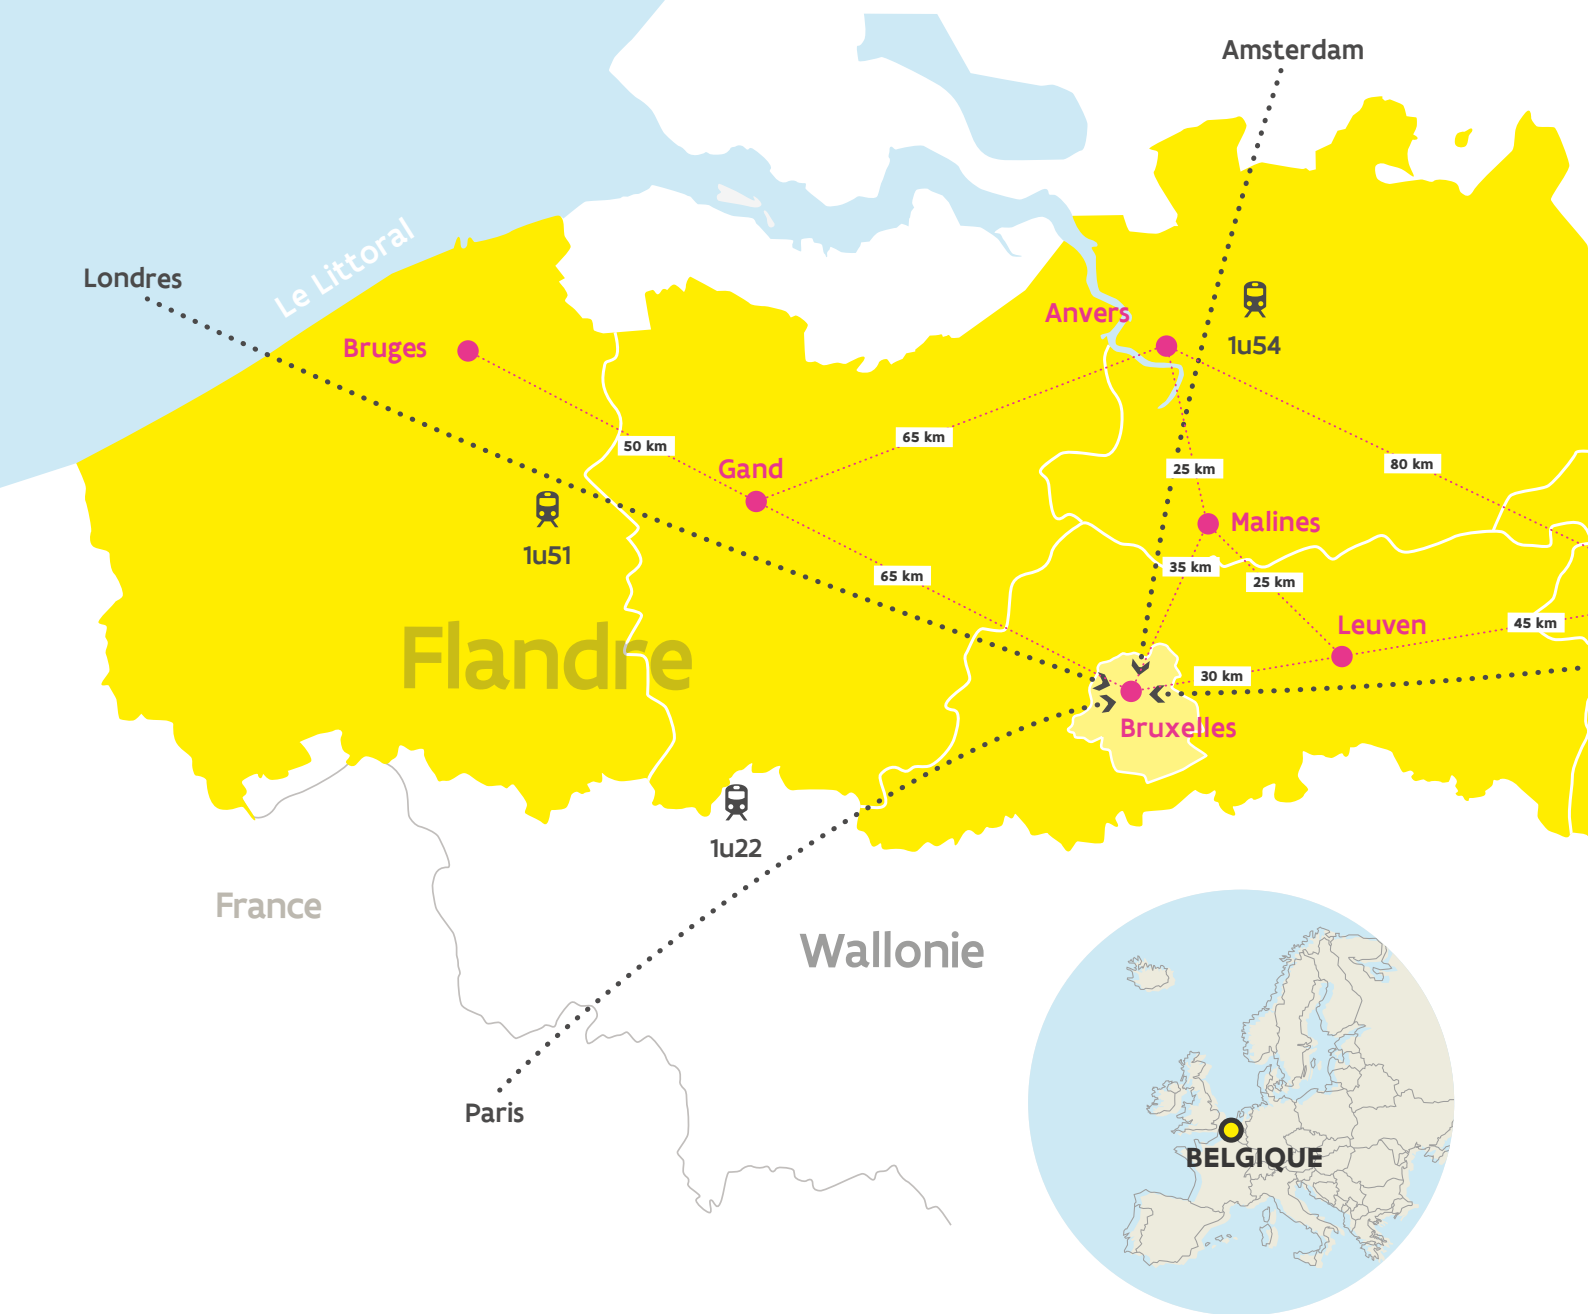 Amsterdam
Le Littoral
Londres
Anvers
1u54
Bruges
50 km
65 km
Gand
25 km
80 km
1u51
Malines
65 km
35 km
25 km
Flandre
Leuven
45 km
30 km
Bruxelles
1u22
France
Wallonie
Paris
BELGIQUE